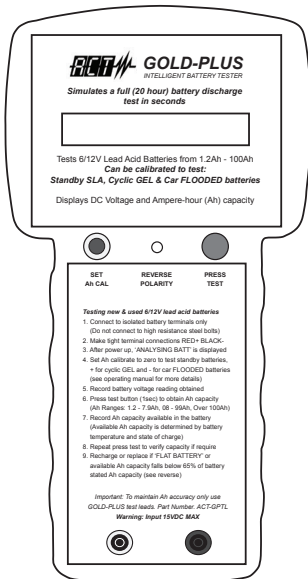 ACT GOLD-PLUS
INTELLIGENT BATTERY TESTER
Simulates a full (20 hour) battery discharge
test in seconds
Tests 6/12V Lead Acid Batteries from 1.2Ah - 100Ah
Can be calibrated to test:
Standby SLA, Cyclic GEL & Car FLOODED batteries
Displays DC Voltage and Ampere-hour (Ah) capacity
SET REVERSE PRESS
Ah CAL POLARITY TEST
Testing new & used 6/12V lead acid batteries
1. Connect to isolated battery terminals only
(Do not connect to high resistance steel bolts)
2. Make tight terminal connections RED+ BLACK-
3. After power up, 'ANALYSING BATT' is displayed
4. Set Ah calibrate to zero to test standby batteries,
+ for cyclic GEL and - for car FLOODED batteries
(see operating manual for more details)
5. Record battery voltage reading obtained
6. Press test button (1sec) to obtain Ah capacity
(Ah Ranges: 1.2 - 7.9Ah, 08 - 99Ah, Over 100Ah)
7. Record Ah capacity available in the battery
(Available Ah capacity is determined by battery
temperature and state of charge)
8. Repeat press test to verify capacity if require
9. Recharge or replace if 'FLAT BATTERY' or
available Ah capacity falls below 65% of battery
stated Ah capacity (see reverse)
Important: To maintain Ah accuracy only use
GOLD-PLUS test leads. Part Number. ACT-GPTL
Warning: Input 15VDC MAX